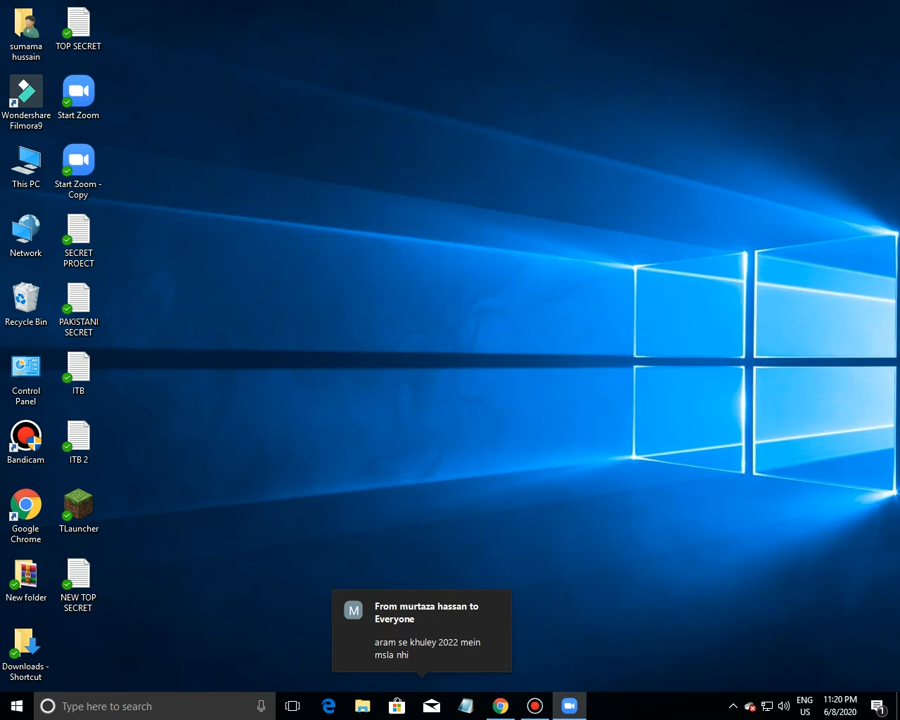 sumama
hussain
TOP SECRET
Wondershare
Filmora9
Start Zoom
This PC
Start Zoom -
Copy
Network
SECRET
PROECT
Recycle Bin
PAKISTANI
SECRET
Control
Panel
ITB
Bandicam
ITB 2
Google
Chrome
TLauncher
New folder
NEW TOP
SECRET
Downloads -
Shortcut
M
From murtaza hassan to
Everyone
aram se khuley 2022 mein
msla nhi
Type here to search
ENG
US
11:20 PM
6/8/2020
1